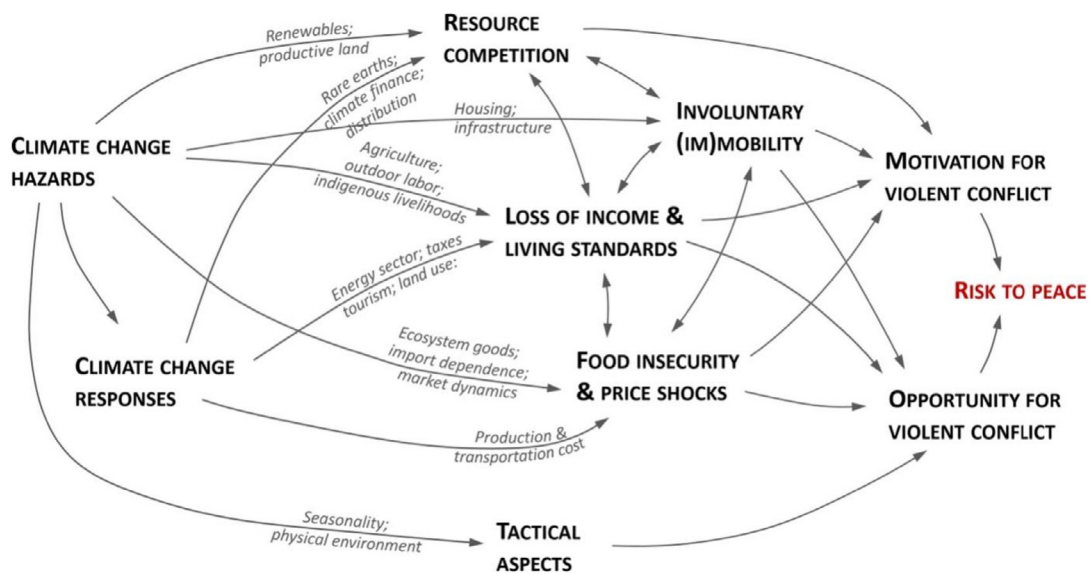 RESOURCE
COMPETITION
Renewables;
productive land
Rare earths;
climate finance;
distribution
Housing;
infrastructure
INVOLUNTARY
(IM)MOBILITY
CLIMATE CHANGE
HAZARDS
Agriculture;
outdoor labor;
indigenous livelihoods
MOTIVATION FOR
VIOLENT CONFLICT
LOSS OF INCOME &
LIVING STANDARDS
Energy sector; taxes
tourism; land use:
RISK TO PEACE
CLIMATE CHANGE
RESPONSES
Ecosystem goods;
import dependence;
market dynamics
FOOD INSECURITY
& PRICE SHOCKS
OPPORTUNITY FOR
VIOLENT CONFLICT
Production &
transportation cost
Seasonality;
physical environment
TACTICAL
ASPECTS